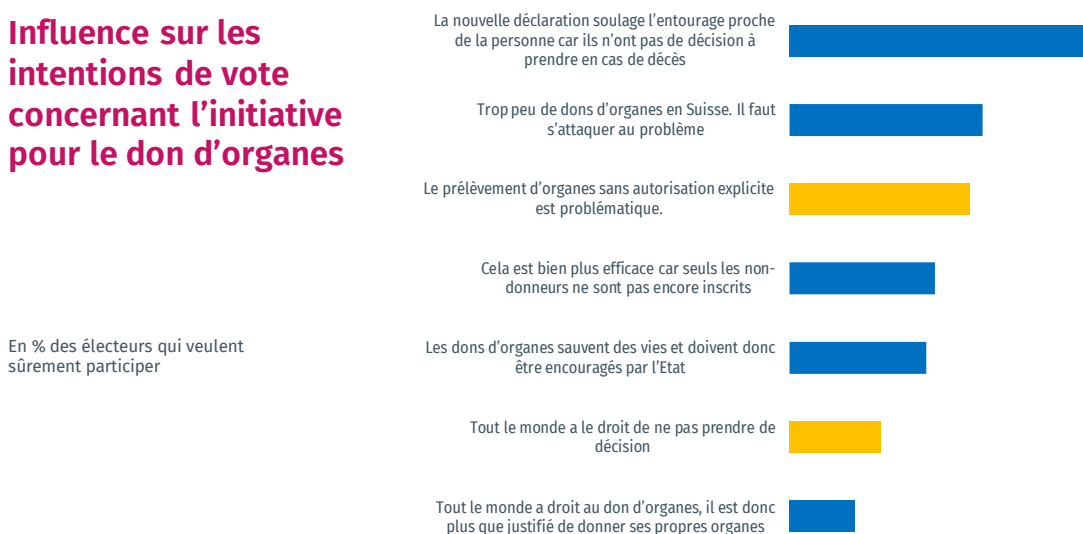 Influence sur les
intentions de vote
concernant l’initiative
pour le don d’organes
En % des électeurs qui veulent
sûrement participer
La nouvelle déclaration soulage l’entourage proche
de la personne car ils n’ont pas de décision à
prendre en cas de décès
Trop peu de dons d’organes en Suisse. Il faut
s’attaquer au problème
Le prélèvement d’organes sans autorisation explicite
est problématique.
Cela est bien plus efficace car seuls les non-
donneurs ne sont pas encore inscrits
Les dons d’organes sauvent des vies et doivent donc
être encouragés par l’Etat
Tout le monde a le droit de ne pas prendre de
décision
Tout le monde a droit au don d’organes, il est donc
plus que justifié de donner ses propres organes